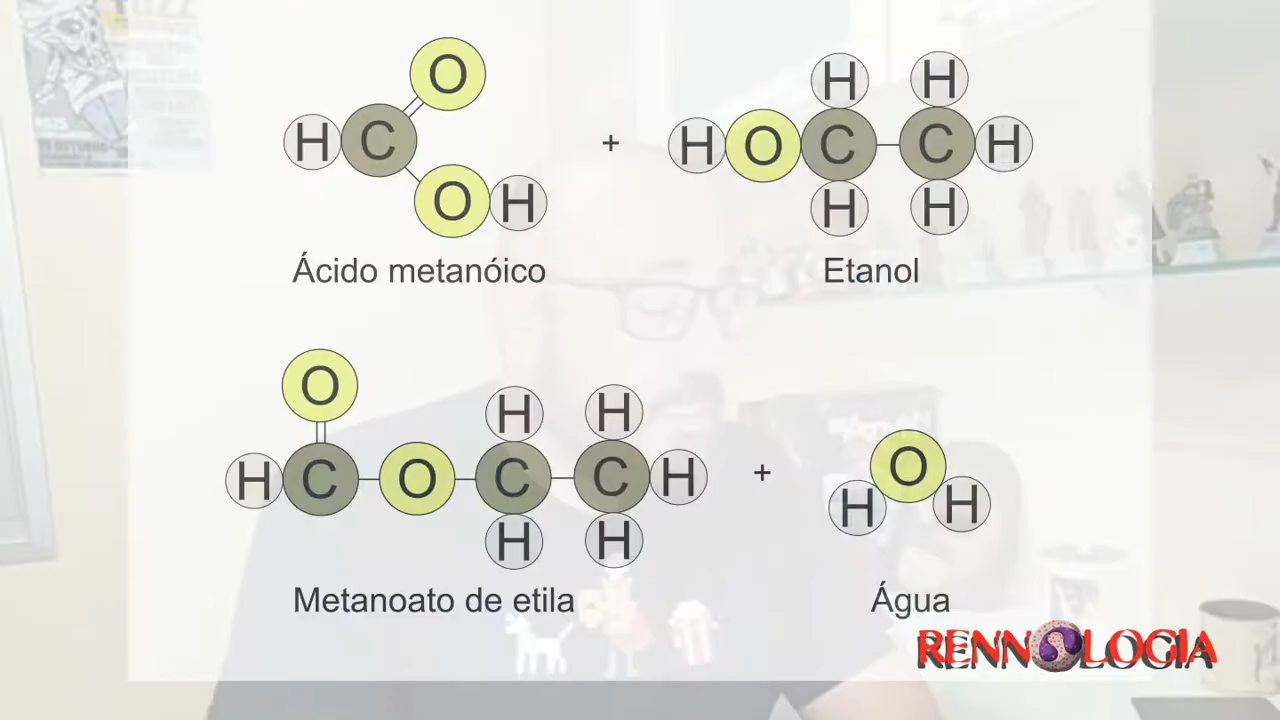 O
H C
O H
+
H H
H O C C H
H H
Ácido metanóico
Etanol
O
H H
H C O C C H
H H
+
O
H H
Metanoato de etila
Água
RENNOLOGIA